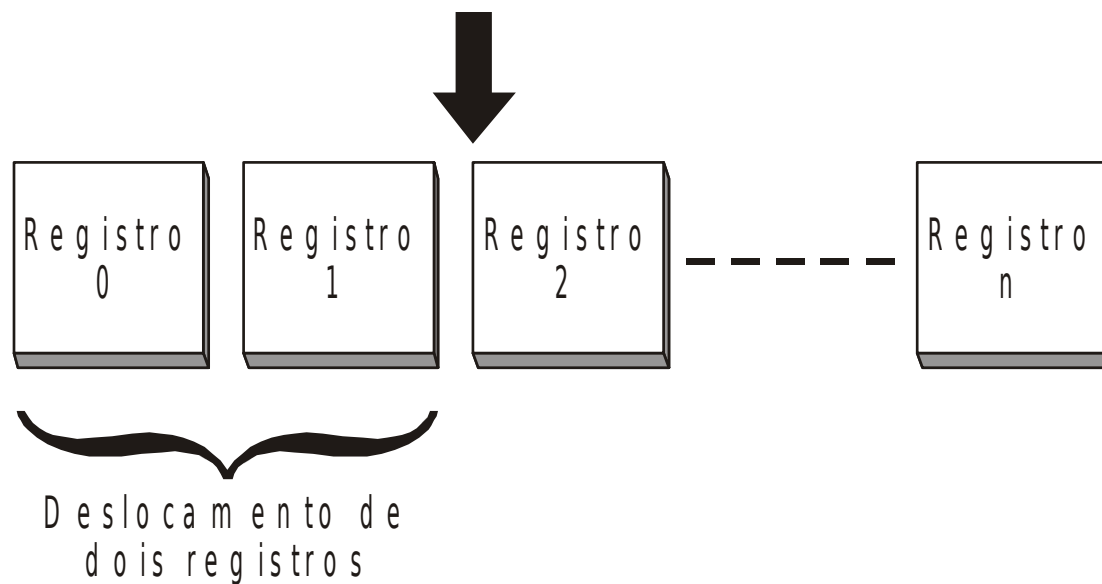 Registro
0
Registro
1
Registro
2
Registro
n
Deslocamento de
dois registros